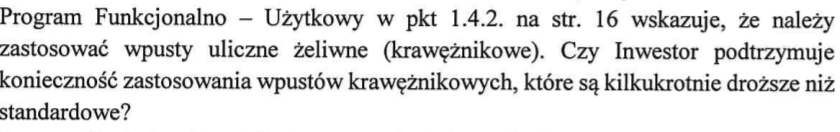 Program Funkcjonalno – Użytkowy w pkt 1.4.2. na str. 16 wskazuje, że należy
zastosować wpusty uliczne żeliwne (krawężnikowe). Czy Inwestor podtrzymuje
konieczność zastosowania wpustów krawężnikowych, które są kilkukrotnie droższe niż
standardowe?